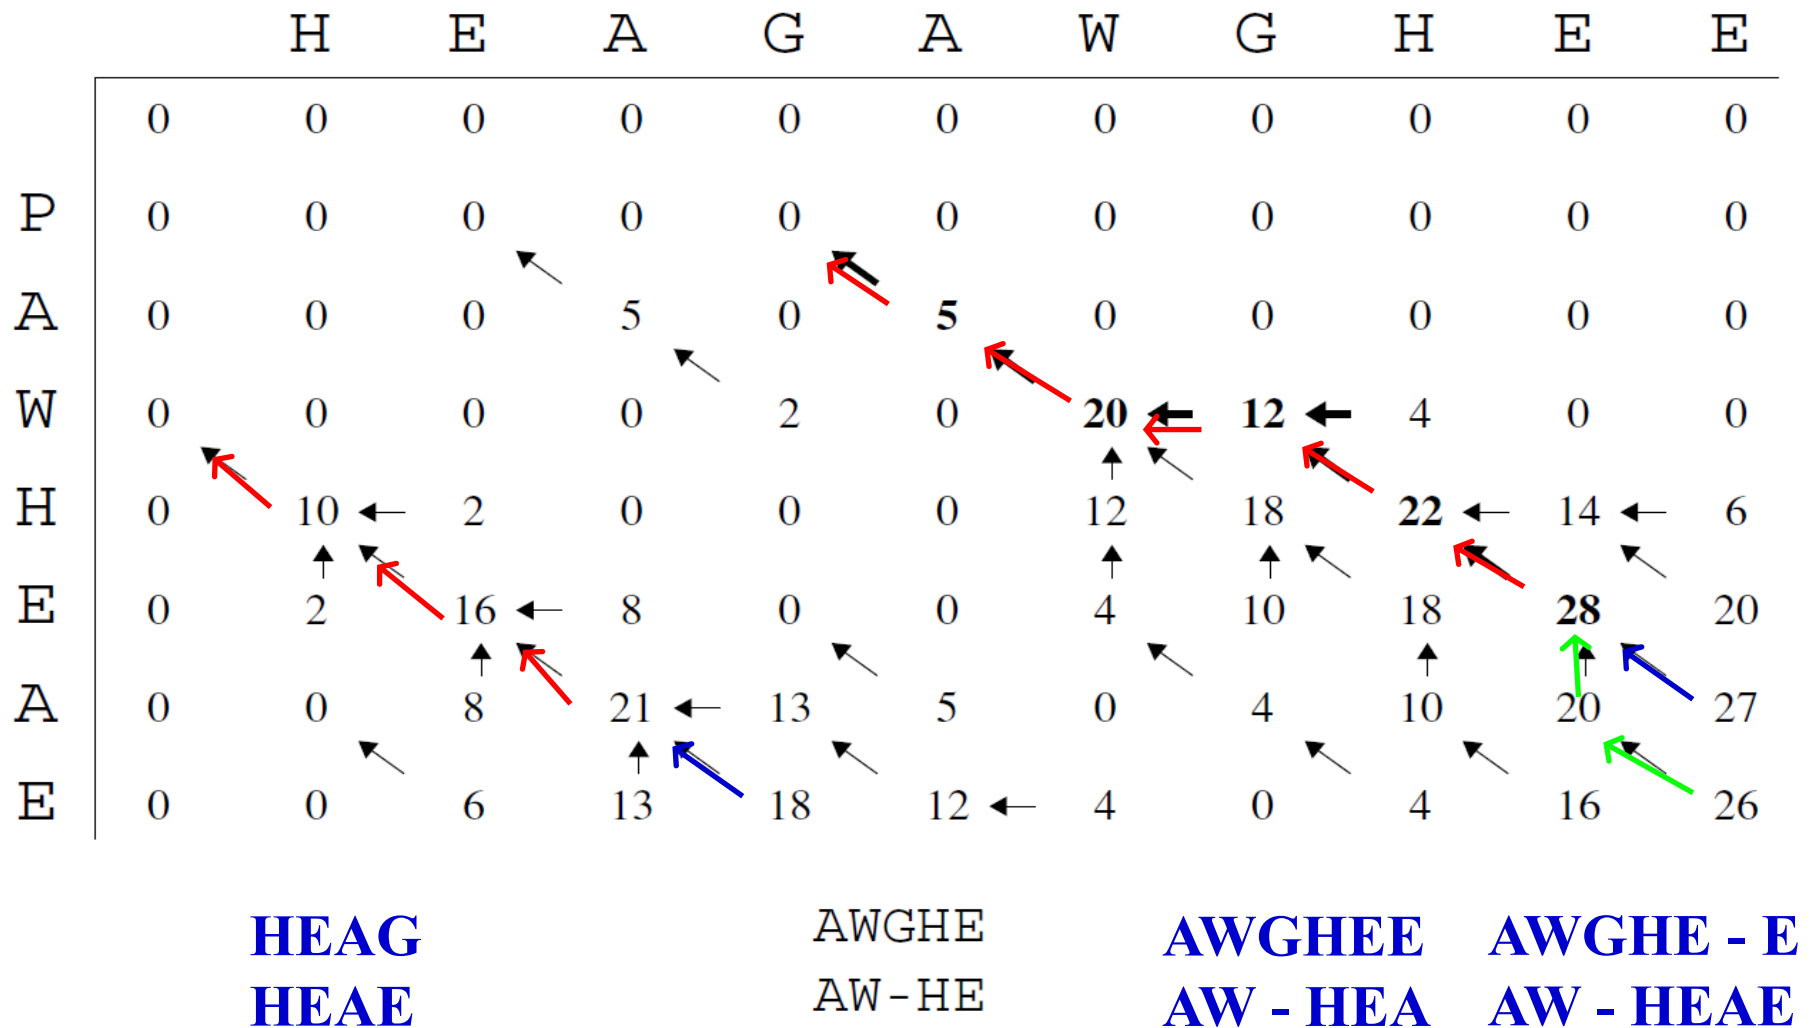 H E A G A W G H E E
0 0 0 0 0 0 0 0 0 0 0
P 0 0 0 0 0 0 0 0 0 0 0
A 0 0 0 5 0 5 0 0 0 0 0
W 0 0 0 0 2 0 20 12 4 0 0
H 0 10 2 0 0 0 12 18 22 14 6
E 0 2 16 8 0 0 4 10 18 28 20
A 0 0 8 21 13 5 0 4 10 20 27
E 0 0 6 13 18 12 4 0 4 16 26
HEAG AWGHE AWGHEE AWGHE - E
HEAE AW-HE AW - HEA AW - HEAE